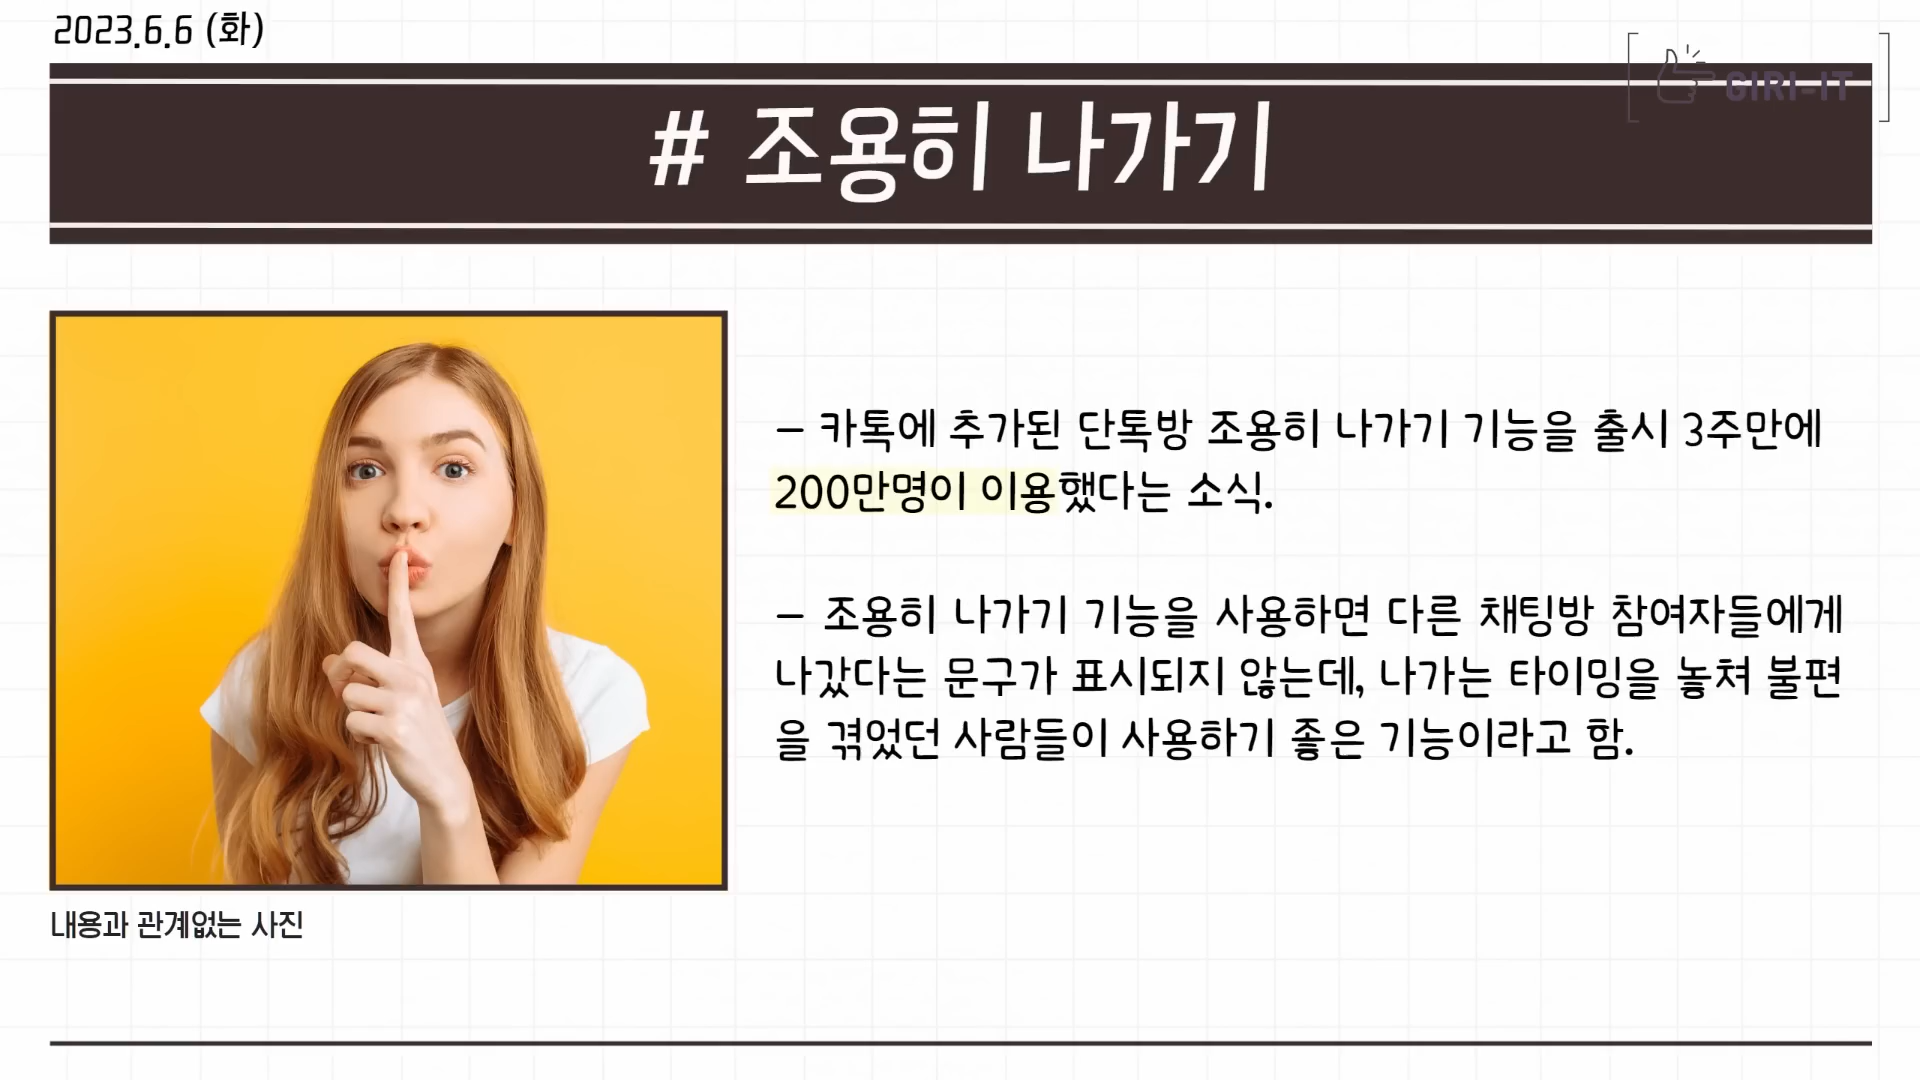 2023.6.6 (화)
GIRI-IT
# 조용히 나가기
- 카톡에 추가된 단톡방 조용히 나가기 기능을 출시 3주만에
200만명이 이용했다는 소식.
- 조용히 나가기 기능을 사용하면 다른 채팅방 참여자들에게
나갔다는 문구가 표시되지 않는데, 나가는 타이밍을 놓쳐 불편
을 겪었던 사람들이 사용하기 좋은 기능이라고 함.
내용과 관계없는 사진